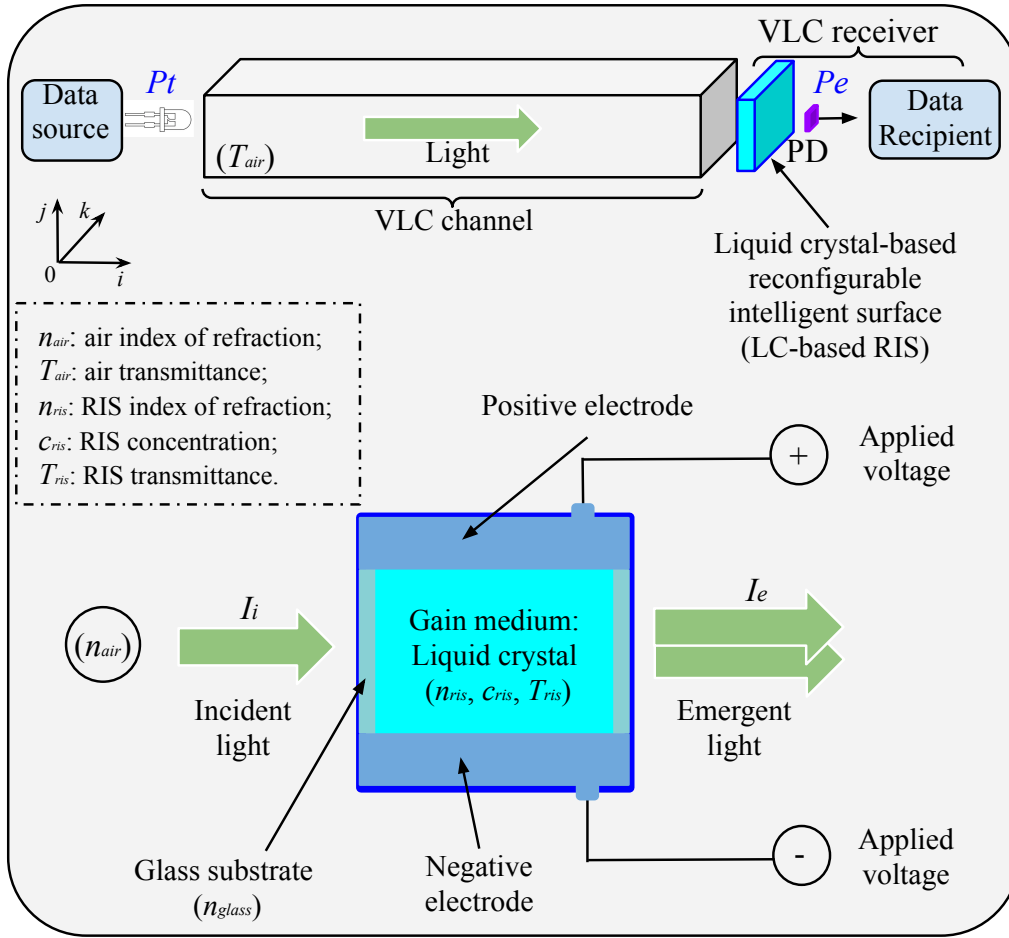 VLC receiver
Data
source
Pt
(Tair)
Light
Pe
PD
Data
Recipient
VLC channel
j
k
0
i
Liquid crystal-based
reconfigurable
intelligent surface
(LC-based RIS)
nair: air index of refraction;
Tair: air transmittance;
nris: RIS index of refraction;
cris: RIS concentration;
Tris: RIS transmittance.
Positive electrode
+
Applied
voltage
(nair)
Ii
Incident
light
Gain medium:
Liquid crystal
(nris, cris, Tris)
Ie
Emergent
light
Glass substrate
(nglass)
Negative
electrode
-
Applied
voltage